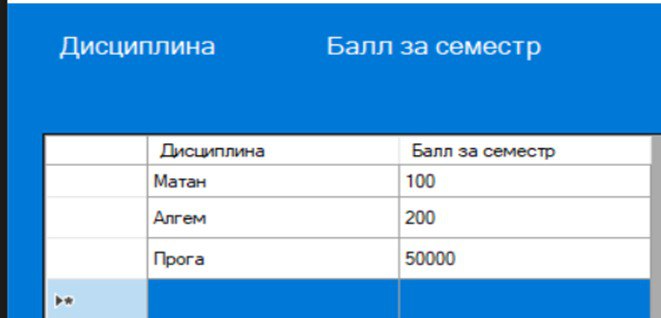 Дисциплина Балл за семестр
Дисциплина Балл за семестр
Матан 100
Алгем 200
Прога 50000